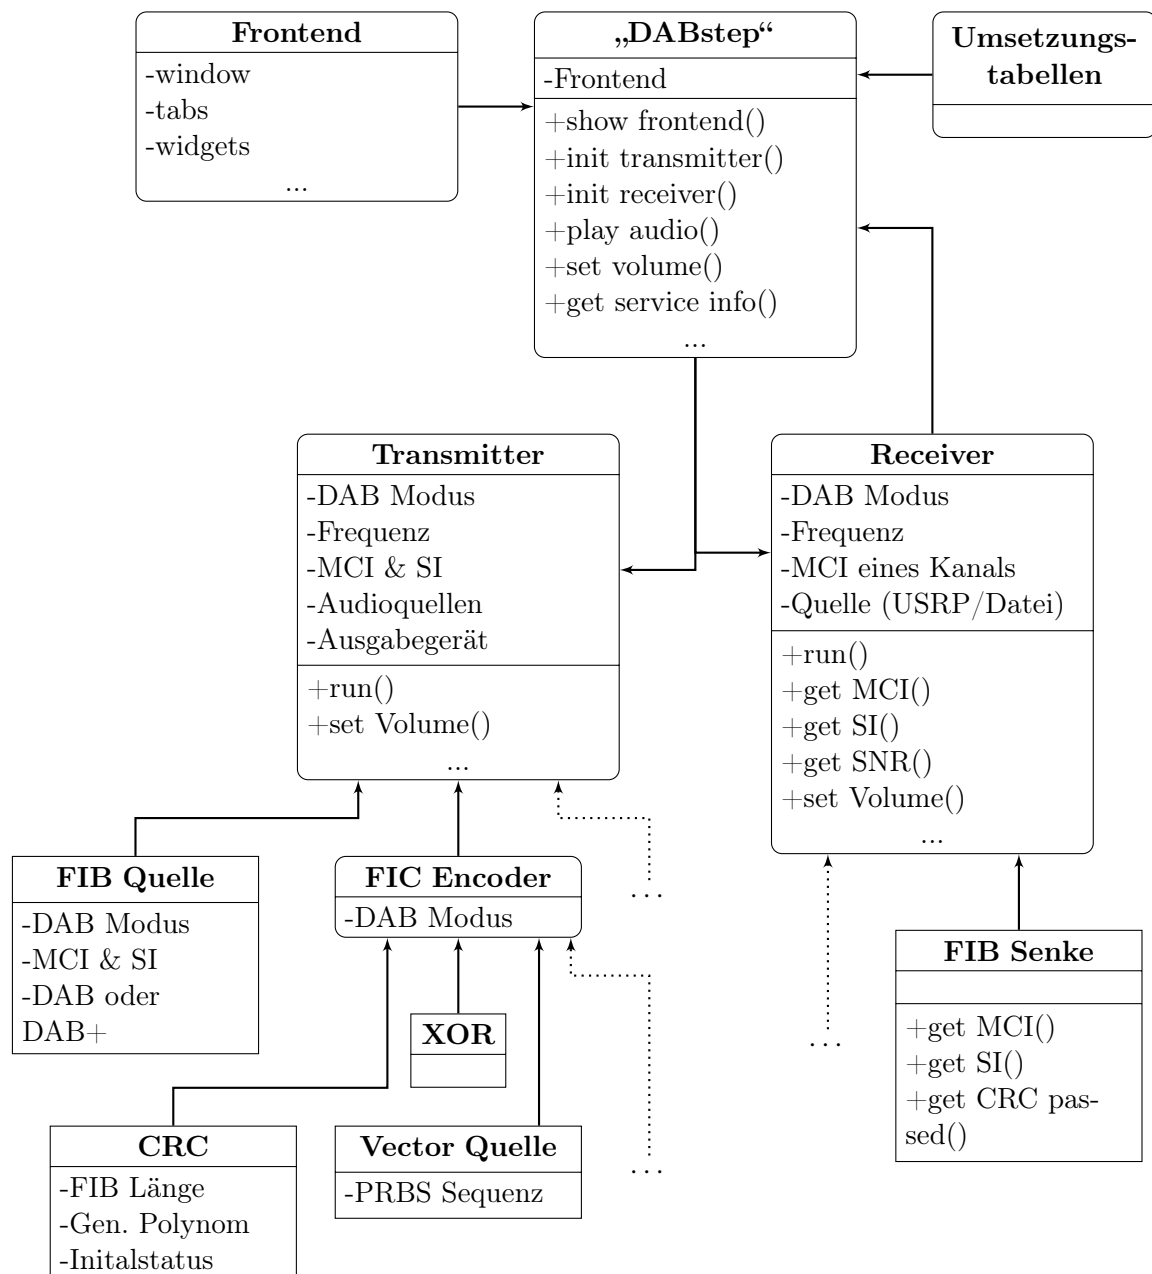 Frontend
-window
-tabs
-widgets
...
„DABstep“
-Frontend
+show frontend()
+init transmitter()
+init receiver()
+play audio()
+set volume()
+get service info()
...
Umsetzungs-
tabellen
Transmitter
-DAB Modus
-Frequenz
-MCI & SI
-Audioquellen
-Ausgabegerät
+run()
+set Volume()
...
Receiver
-DAB Modus
-Frequenz
-MCI eines Kanals
-Quelle (USRP/Datei)
+run()
+get MCI()
+get SI()
+get SNR()
+set Volume()
...
FIB Quelle
-DAB Modus
-MCI & SI
-DAB oder
DAB+
FIC Encoder
-DAB Modus
...
XOR
...
FIB Senke
+get MCI()
+get SI()
+get CRC pas-
sed()
CRC
-FIB Länge
-Gen. Polynom
-Initalstatus
Vector Quelle
-PRBS Sequenz
...